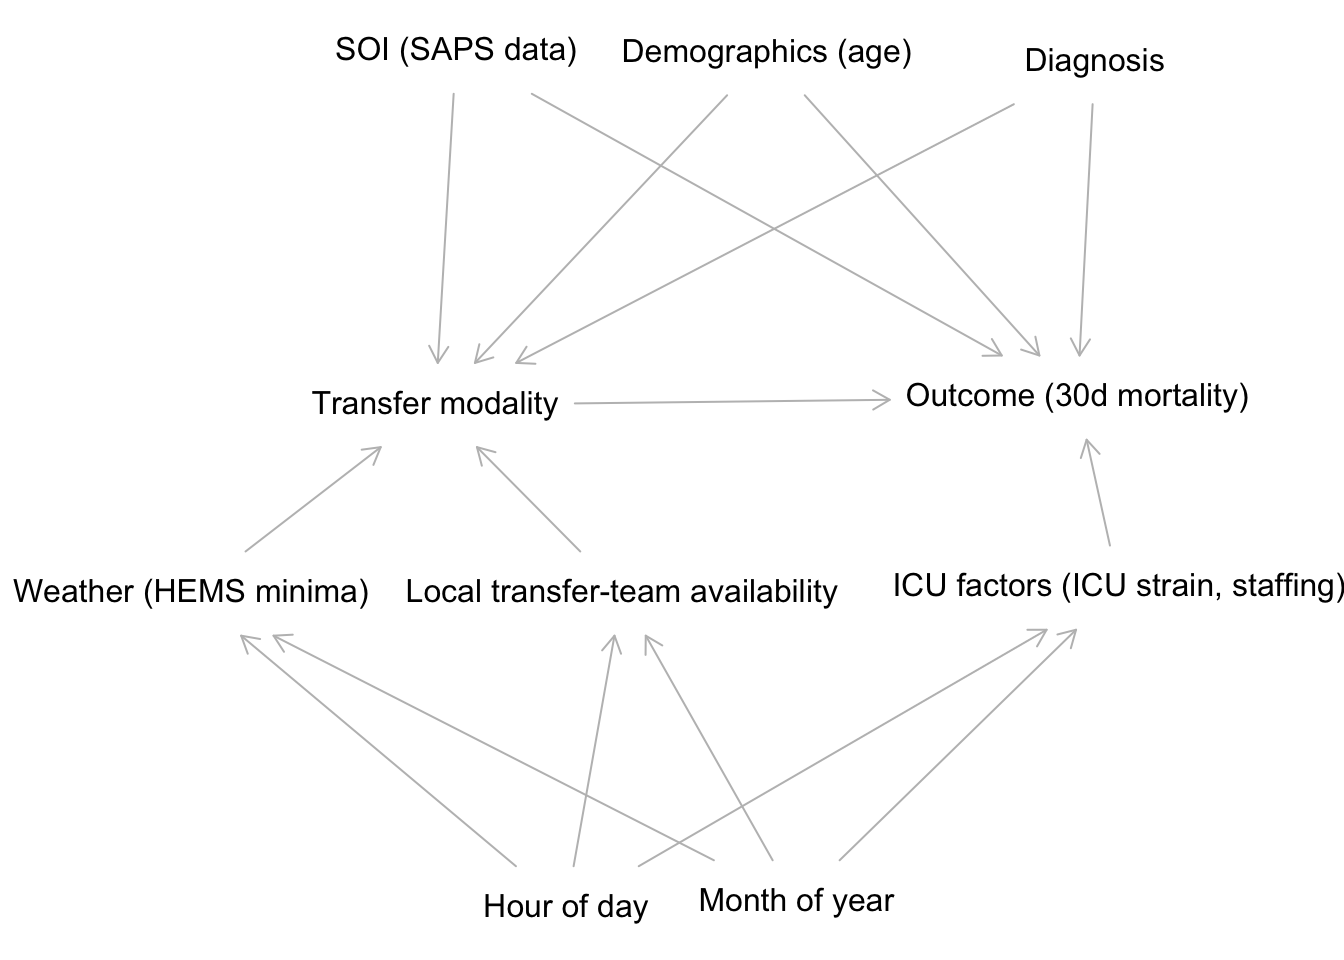 SOI (SAPS data)
Demographics (age)
Diagnosis
Transfer modality
Outcome (30d mortality)
Weather (HEMS minima)
Local transfer-team availability
ICU factors (ICU strain, staffing)
Hour of day
Month of year